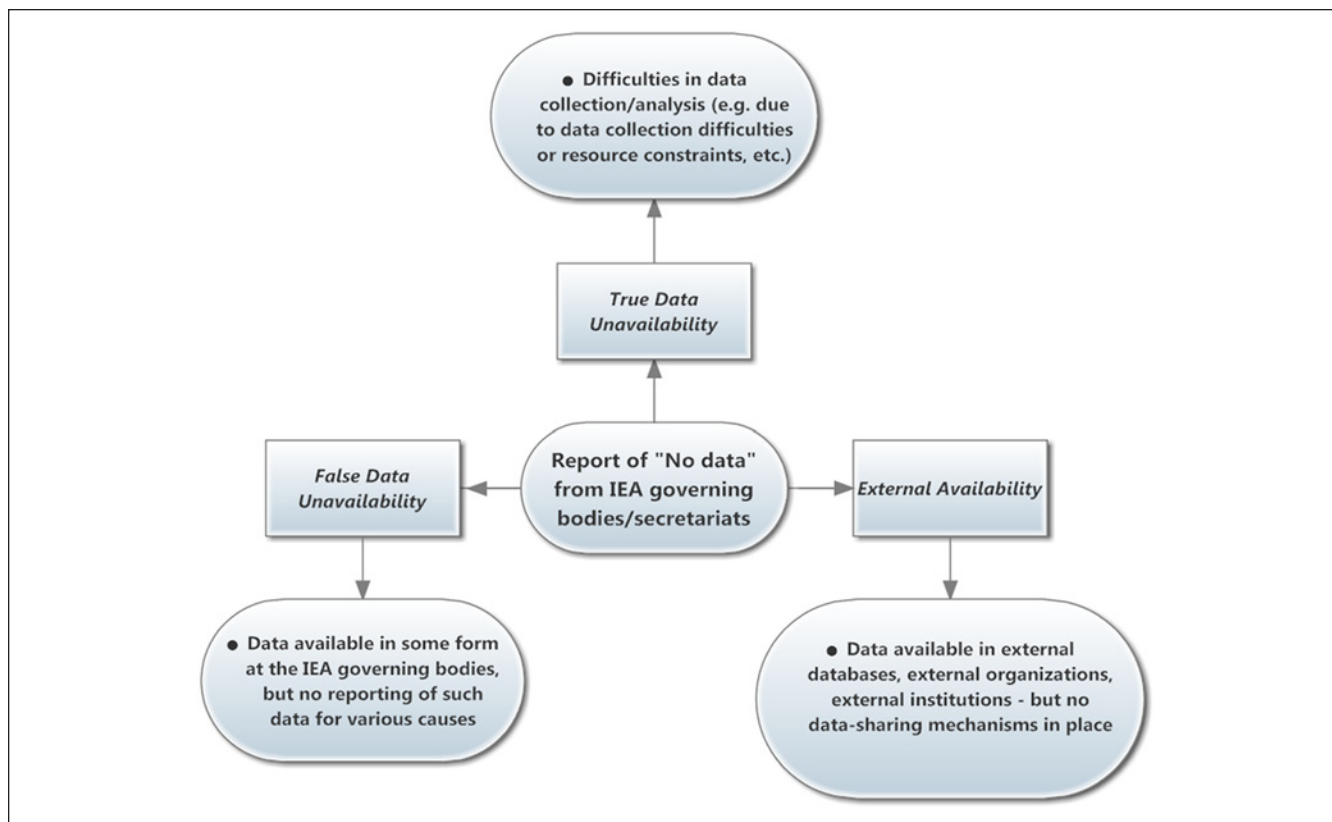 ● Difficulties in data
collection/analysis (e.g. due
to data collection difficulties
or resource constraints, etc.)
True Data
Unavailability
Report of "No data"
from IEA governing
bodies/secretariats
False Data
Unavailability
External Availability
● Data available in some form
at the IEA governing bodies,
but no reporting of such
data for various causes
● Data available in external
databases, external organizations,
external institutions - but no
data-sharing mechanisms in place